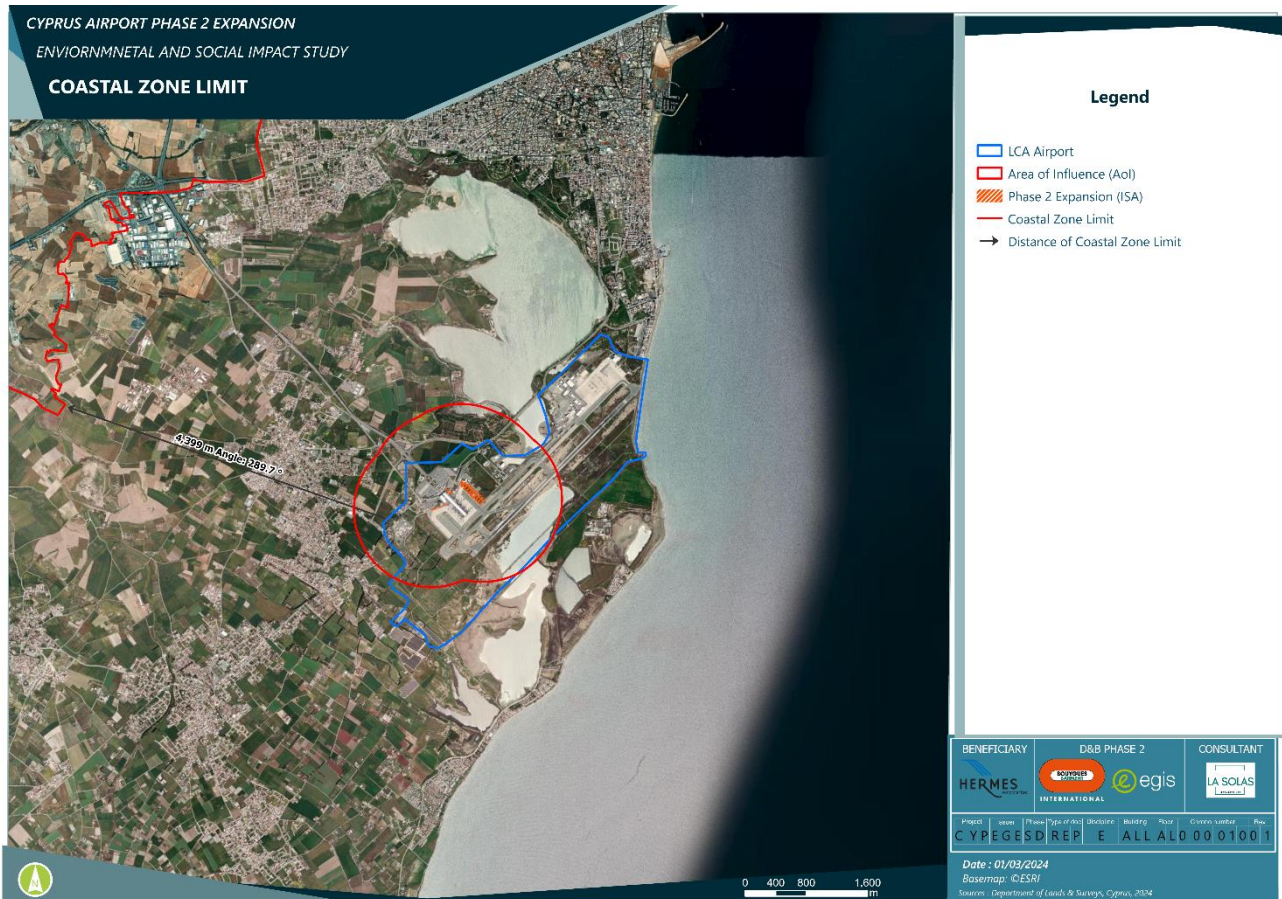 CYPRUS AIRPORT PHASE 2 EXPANSION
ENVIORNMNETAL AND SOCIAL IMPACT STUDY
COASTAL ZONE LIMIT
4,399 m Angle: 289.7 °
Legend
LCA Airport
Area of Influence (AoI)
Phase 2 Expansion (ISA)
Coastal Zone Limit
Distance of Coastal Zone Limit
BENEFICIARY
D&B PHASE 2
CONSULTANT
HERMES
BOUYGUES
INTERNATIONAL
egis
LA SOLAS
Project Issuer Phase Type of doc Discipline Building Floor Chrono number Rev
C Y P E G E S D R E P E A L L A L 0 0 0 0 1 0 0 1
Date : 01/03/2024
Basemap: ©ESRI
Sources : Department of Lands & Surveys, Cyprus, 2024
N
0 400 800 1,600
m